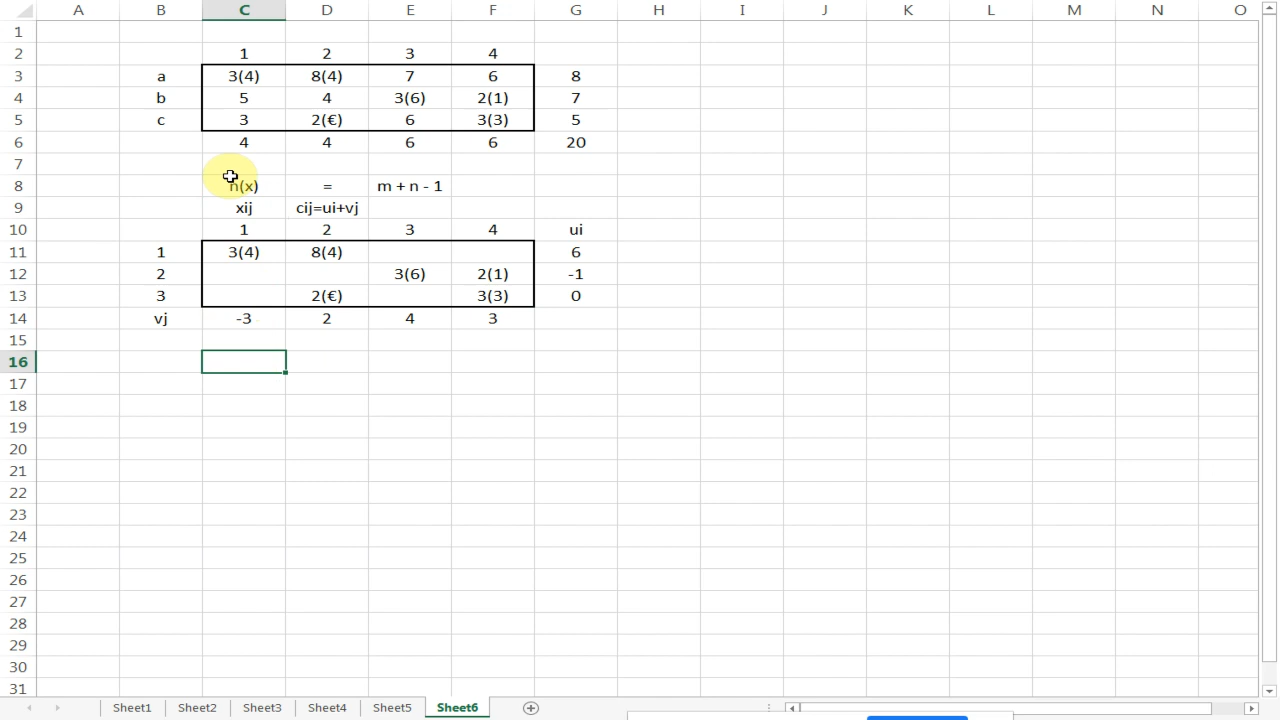 A B C D E F G H I J K L M N O
1
2 1 2 3 4
3 a 3(4) 8(4) 7 6 8
4 b 5 4 3(6) 2(1) 7
5 c 3 2(€) 6 3(3) 5
6 4 4 6 6 20
7
8 n(x) = m + n - 1
9 xij cij=ui+vj
10 1 2 3 4 ui
11 1 3(4) 8(4) 6
12 2 3(6) 2(1) -1
13 3 2(€) 3(3) 0
14 vj -3 2 4 3
15
16
17
18
19
20
21
22
23
24
25
26
27
28
29
30
31
Sheet1 Sheet2 Sheet3 Sheet4 Sheet5 Sheet6